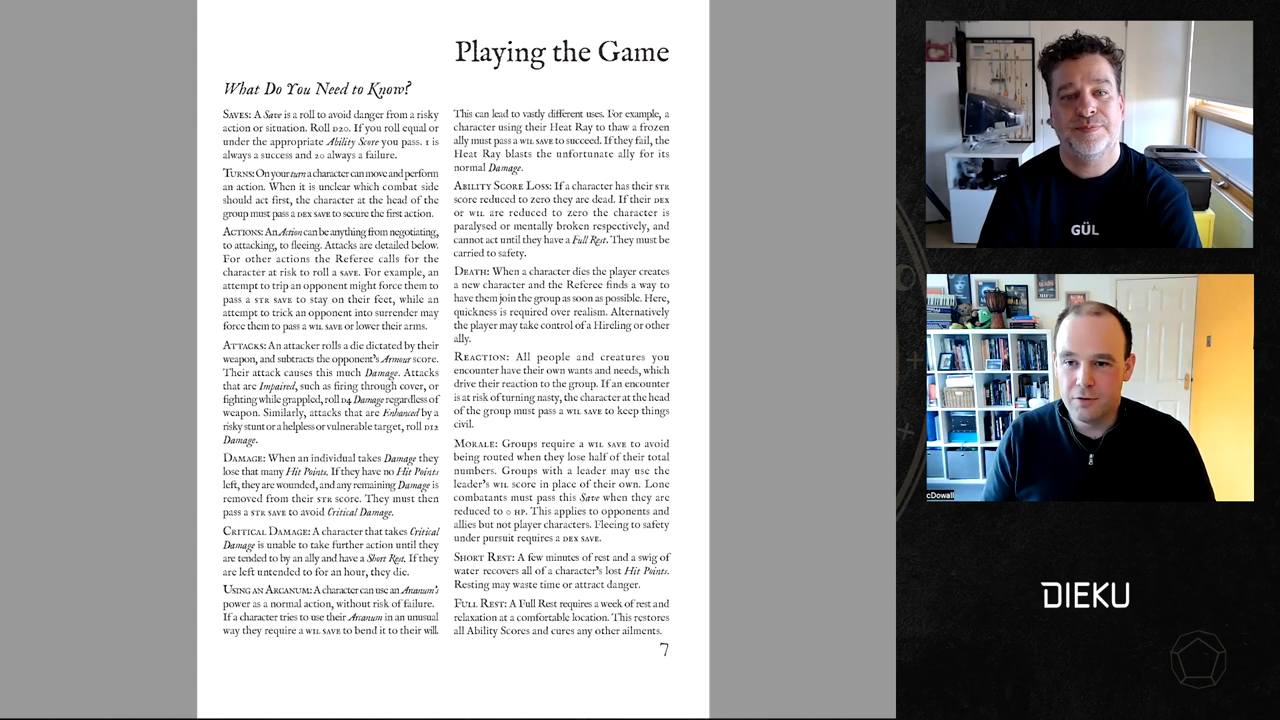 Playing the Game
What Do You Need to Know?
SAVES: A Save is a roll to avoid danger from a risky
action or situation. Roll D20. If you roll equal or
under the appropriate Ability Score you pass. 1 is
always a success and 20 always a failure.
TURNS: On your turn a character can move and perform
an action. When it is unclear which combat side
should act first, the character at the head of the
group must pass a DEX SAVE to secure the first action.
ACTIONS: An Action can be anything from negotiating,
to attacking, to fleeing. Attacks are detailed below.
For other actions the Referee calls for the
character at risk to roll a SAVE. For example, an
attempt to trip an opponent might force them to
pass a STR SAVE to stay on their feet, while an
attempt to trick an opponent into surrender may
force them to pass a WIL SAVE or lower their arms.
ATTACKS: An attacker rolls a die dictated by their
weapon, and subtracts the opponent's Armour score.
Their attack causes this much Damage. Attacks
that are Impaired, such as firing through cover, or
fighting while grappled, roll D4 Damage regardless of
weapon. Similarly, attacks that are Enhanced by a
risky stunt or a helpless or vulnerable target, roll D12
Damage.
DAMAGE: When an individual takes Damage they
lose that many Hit Points. If they have no Hit Points
left, they are wounded, and any remaining Damage is
removed from their STR score. They must then
pass a STR SAVE to avoid Critical Damage.
CRITICAL DAMAGE: A character that takes Critical
Damage is unable to take further action until they
are tended to by an ally and have a Short Rest. If they
are left untended to for an hour, they die.
USING AN ARCANUM: A character can use an Arcanum's
power as a normal action, without risk of failure.
If a character tries to use their Arcanum in an unusual
way they require a WIL SAVE to bend it to their will.
This can lead to vastly different uses. For example, a
character using their Heat Ray to thaw a frozen
ally must pass a WIL SAVE to succeed. If they fail, the
Heat Ray blasts the unfortunate ally for its
normal Damage.
ABILITY SCORE LOSS: If a character has their STR
score reduced to zero they are dead. If their DEX
or WIL are reduced to zero the character is
paralysed or mentally broken respectively, and
cannot act until they have a Full Rest. They must be
carried to safety.
DEATH: When a character dies the player creates
a new character and the Referee finds a way to
have them join the group as soon as possible. Here,
quickness is required over realism. Alternatively
the player may take control of a Hireling or other
ally.
REACTION: All people and creatures you
encounter have their own wants and needs, which
drive their reaction to the group. If an encounter
is at risk of turning nasty, the character at the head
of the group must pass a WIL SAVE to keep things
civil.
MORALE: Groups require a WIL SAVE to avoid
being routed when they lose half of their total
numbers. Groups with a leader may use the
leader's WIL score in place of their own. Lone
combatants must pass this Save when they are
reduced to 0 HP. This applies to opponents and
allies but not player characters. Fleeing to safety
under pursuit requires a DEX SAVE.
SHORT REST: A few minutes of rest and a swig of
water recovers all of a character's lost Hit Points.
Resting may waste time or attract danger.
FULL REST: A Full Rest requires a week of rest and
relaxation at a comfortable location. This restores
all Ability Scores and cures any other ailments.
7
GÜL
cDowall
DIEKU